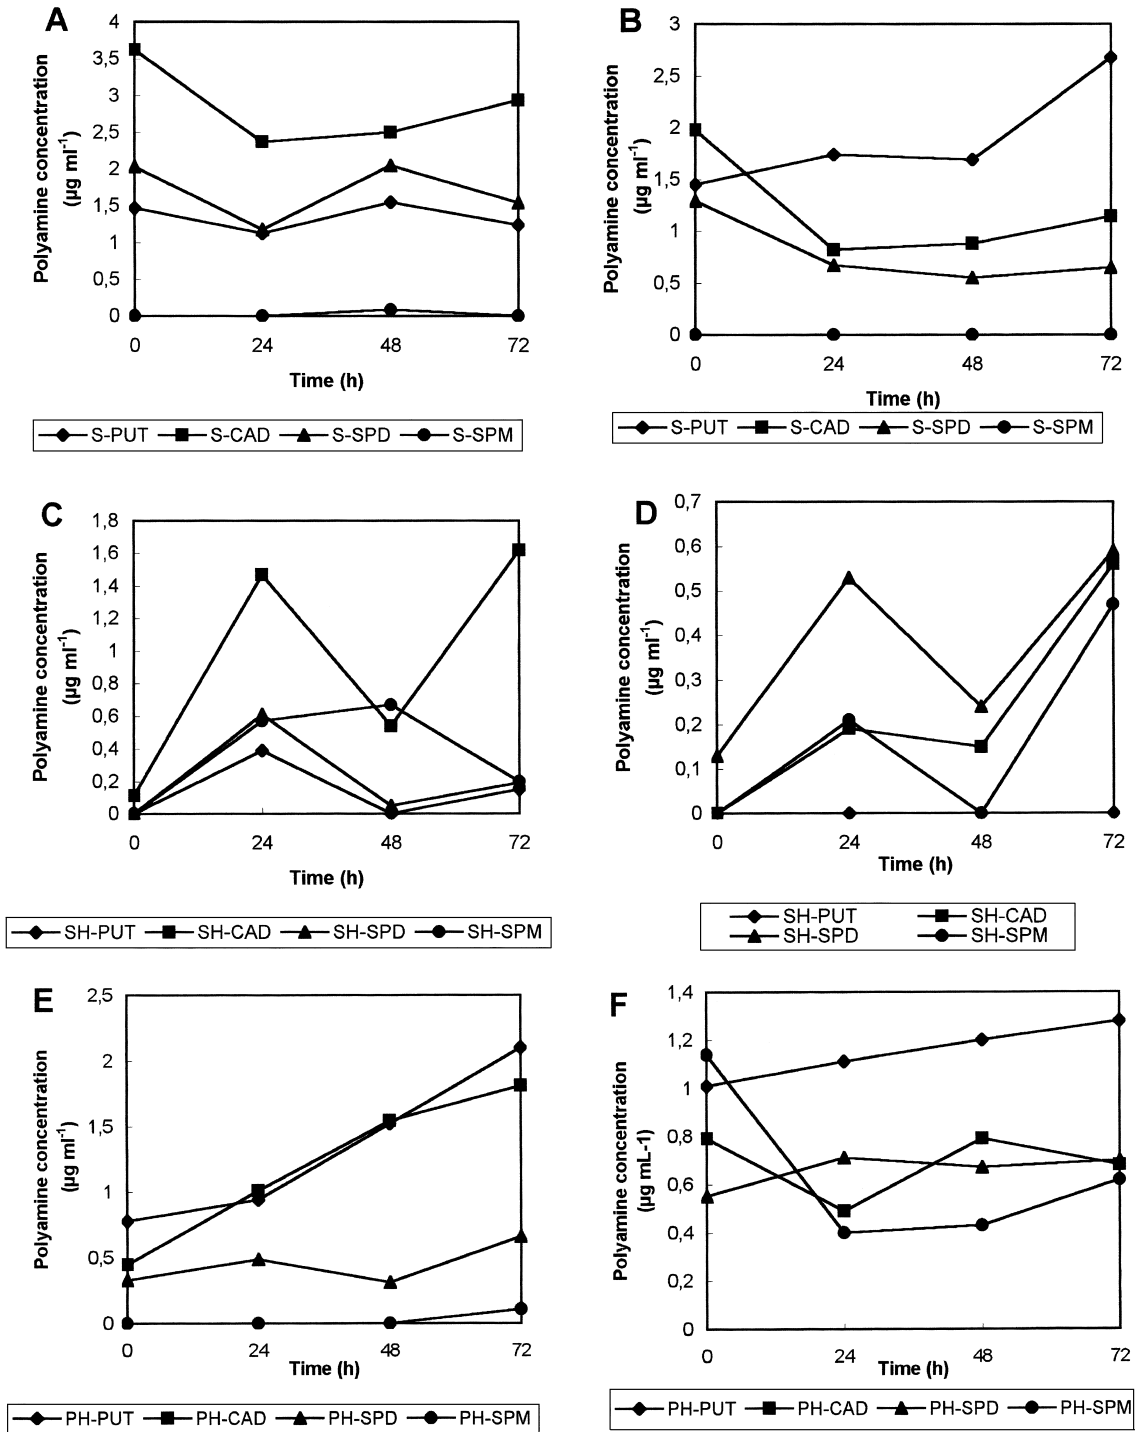 A
Polyamine concentration
(µg ml-1)
4
3,5
3
2,5
2
1,5
1
0,5
0
0 24 48 72
Time (h)
S-PUT S-CAD S-SPD S-SPM
B
Polyamine concentration
(µg ml-1)
3
2,5
2
1,5
1
0,5
0
0 24 48 72
Time (h)
S-PUT S-CAD S-SPD S-SPM
C
Polyamine concentration
(µg ml-1)
1,8
1,6
1,4
1,2
1
0,8
0,6
0,4
0,2
0
0 24 48 72
Time (h)
SH-PUT SH-CAD SH-SPD SH-SPM
D
Polyamine concentration
(µg ml-1)
0,7
0,6
0,5
0,4
0,3
0,2
0,1
0
0 24 48 72
Time (h)
SH-PUT SH-CAD
SH-SPD SH-SPM
E
Polyamine concentration
(µg ml-1)
2,5
2
1,5
1
0,5
0
0 24 48 72
Time (h)
PH-PUT PH-CAD PH-SPD PH-SPM
F
Polyamine concentration
(µg mL-1)
1,4
1,2
1
0,8
0,6
0,4
0,2
0
0 24 48 72
Time (h)
PH-PUT PH-CAD PH-SPD PH-SPM